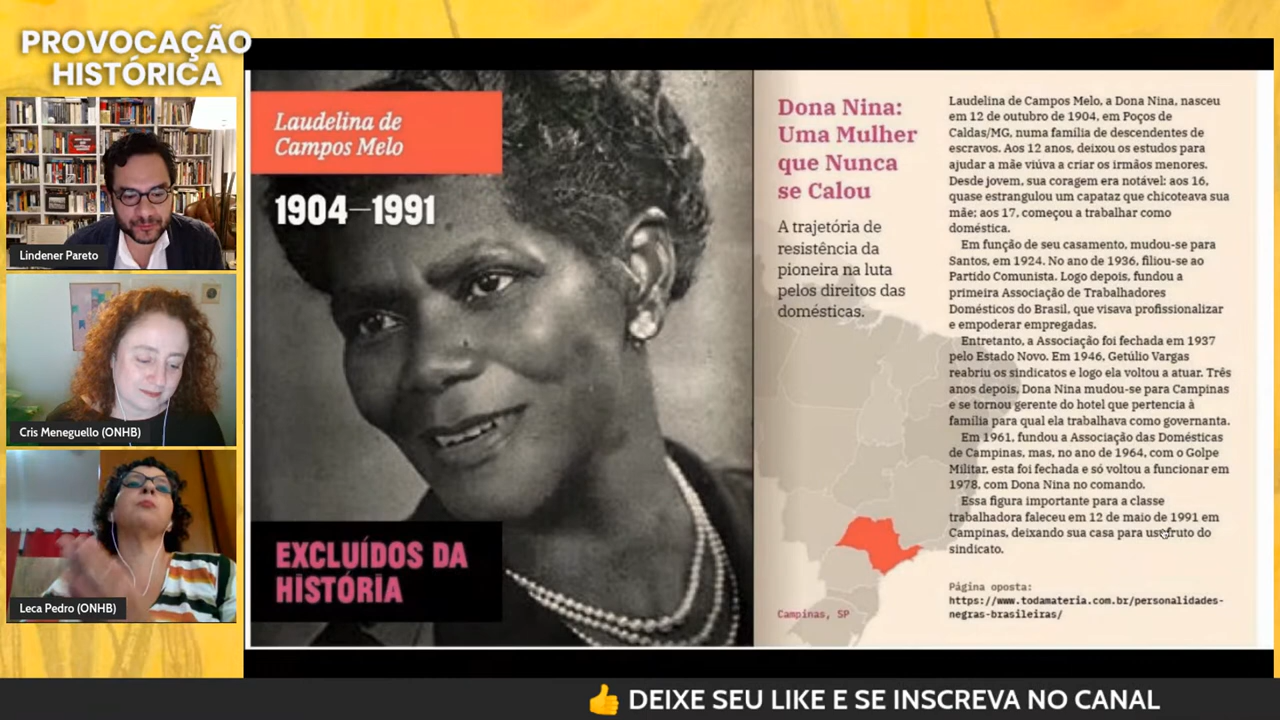 PROVOCAÇÃO
HISTÓRICA
Lindener Pareto
Cris Meneguello (ONHB)
Leca Pedro (ONHB)
Laudelina de
Campos Melo
1904—1991
EXCLUÍDOS DA
HISTÓRIA
Dona Nina:
Uma Mulher
que Nunca
se Calou
A trajetória de
resistência da
pioneira na luta
pelos direitos das
domésticas.
Campinas, SP
Laudelina de Campos Melo, a Dona Nina, nasceu
em 12 de outubro de 1904, em Poços de
Caldas/MG, numa família de descendentes de
escravos. Aos 12 anos, deixou os estudos para
ajudar a mãe viúva a criar os irmãos menores.
Desde jovem, sua coragem era notável: aos 16,
quase estrangulou um capataz que chicoteava sua
mãe; aos 17, começou a trabalhar como
doméstica.
Em função de seu casamento, mudou-se para
Santos, em 1924. No ano de 1936, filiou-se ao
Partido Comunista. Logo depois, fundou a
primeira Associação de Trabalhadores
Domésticos do Brasil, que visava profissionalizar
e empoderar empregadas.
Entretanto, a Associação foi fechada em 1937
pelo Estado Novo. Em 1946, Getúlio Vargas
reabriu os sindicatos e logo ela voltou a atuar. Três
anos depois, Dona Nina mudou-se para Campinas
e se tornou gerente do hotel que pertencia à
família para qual ela trabalhava como governanta.
Em 1961, fundou a Associação das Domésticas
de Campinas, mas, no ano de 1964, com o Golpe
Militar, esta foi fechada e só voltou a funcionar em
1978, com Dona Nina no comando.
Essa figura importante para a classe
trabalhadora faleceu em 12 de maio de 1991 em
Campinas, deixando sua casa para usufruto do
sindicato.
Página oposta:
https://www.todamateria.com.br/personalidades-
negras-brasileiras/
DEIXE SEU LIKE E SE INSCREVA NO CANAL